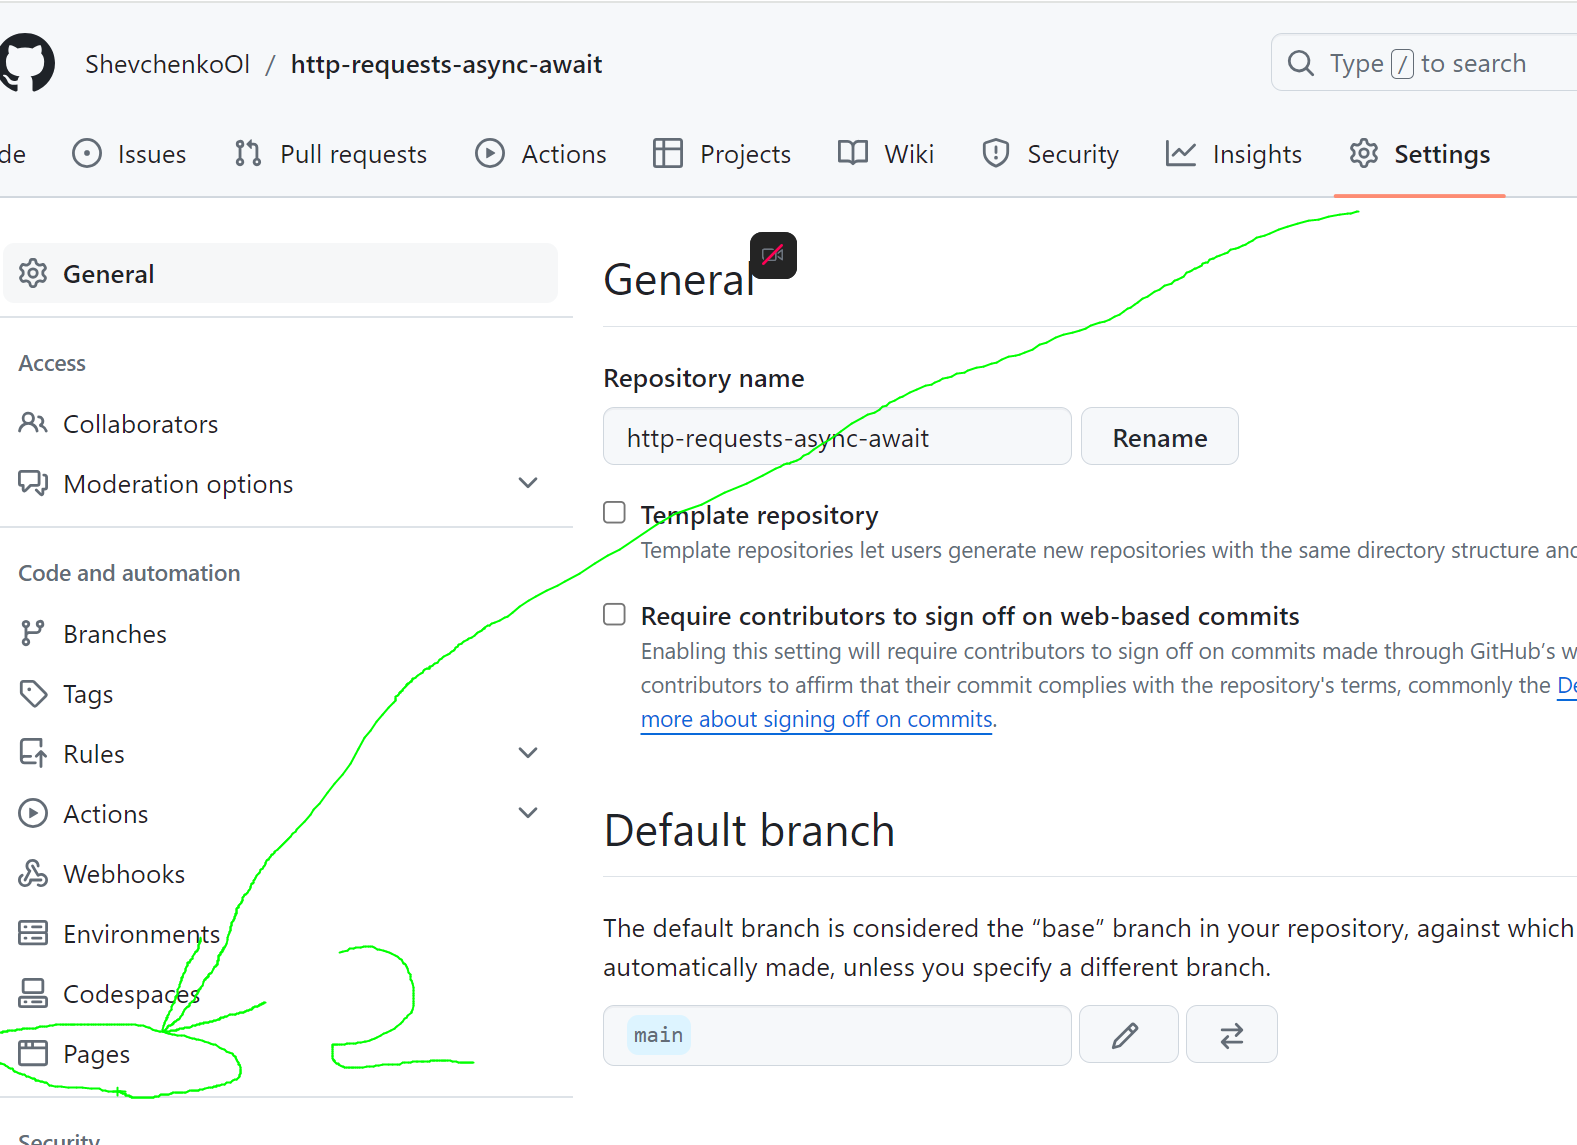 ShevchenkoOl / http-requests-async-await
Type / to search
de Issues Pull requests Actions Projects Wiki Security Insights Settings
General
Access
Collaborators
Moderation options
Code and automation
Branches
Tags
Rules
Actions
Webhooks
Environments
Codespaces
Pages
Security
2
General
Repository name
http-requests-async-await Rename
Template repository
Template repositories let users generate new repositories with the same directory structure and
Require contributors to sign off on web-based commits
Enabling this setting will require contributors to sign off on commits made through GitHub’s w
contributors to affirm that their commit complies with the repository's terms, commonly the De
more about signing off on commits.
Default branch
The default branch is considered the “base” branch in your repository, against which
automatically made, unless you specify a different branch.
main